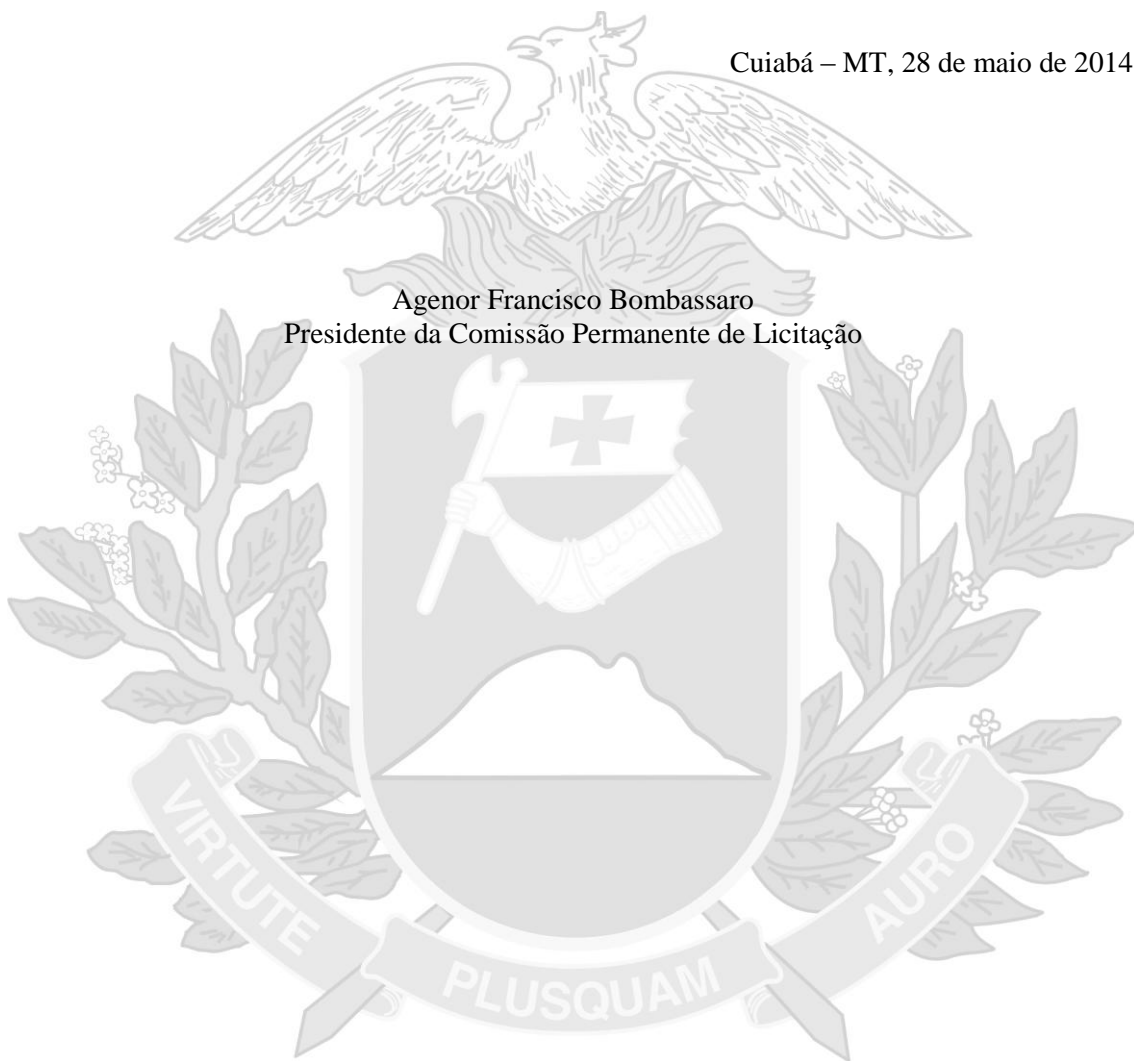 Cuiabá – MT, 28 de maio de 2014
Agenor Francisco Bombassaro
Presidente da Comissão Permanente de Licitação
VIRTUTE
PLUSQUAM
AURO